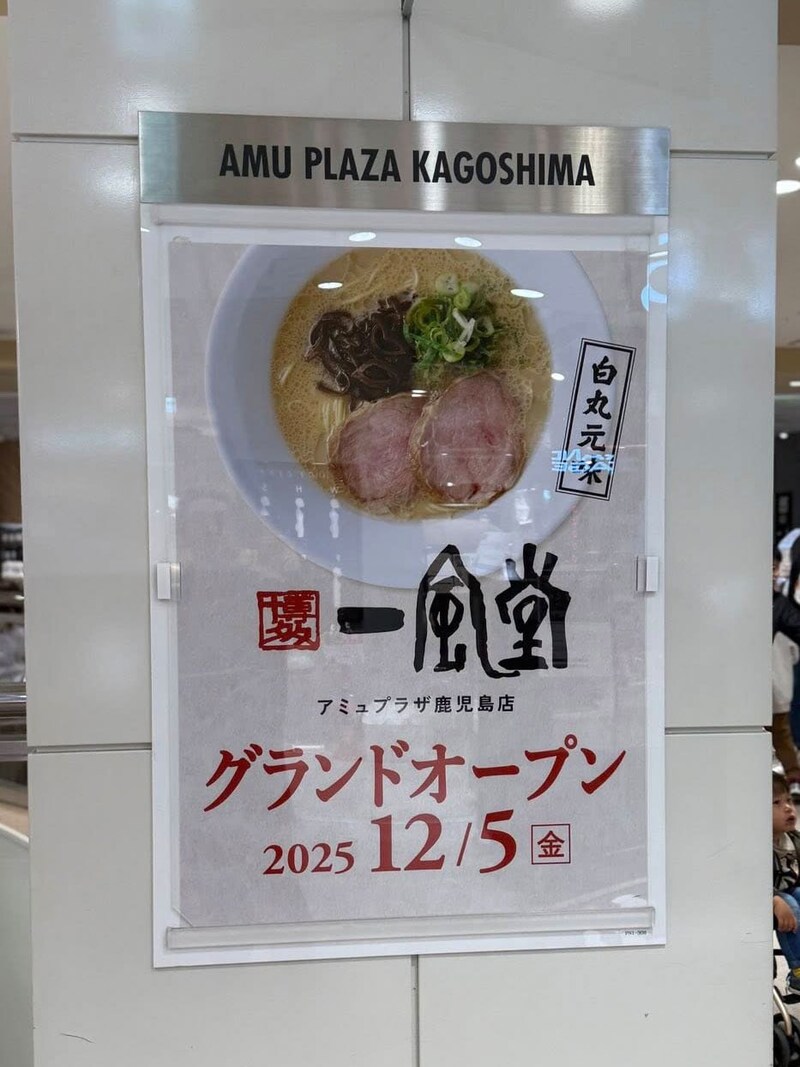 AMU PLAZA KAGOSHIMA
白丸元味
博多 一風堂
アミュプラザ鹿児島店
グランドオープン
2025 12/5 金